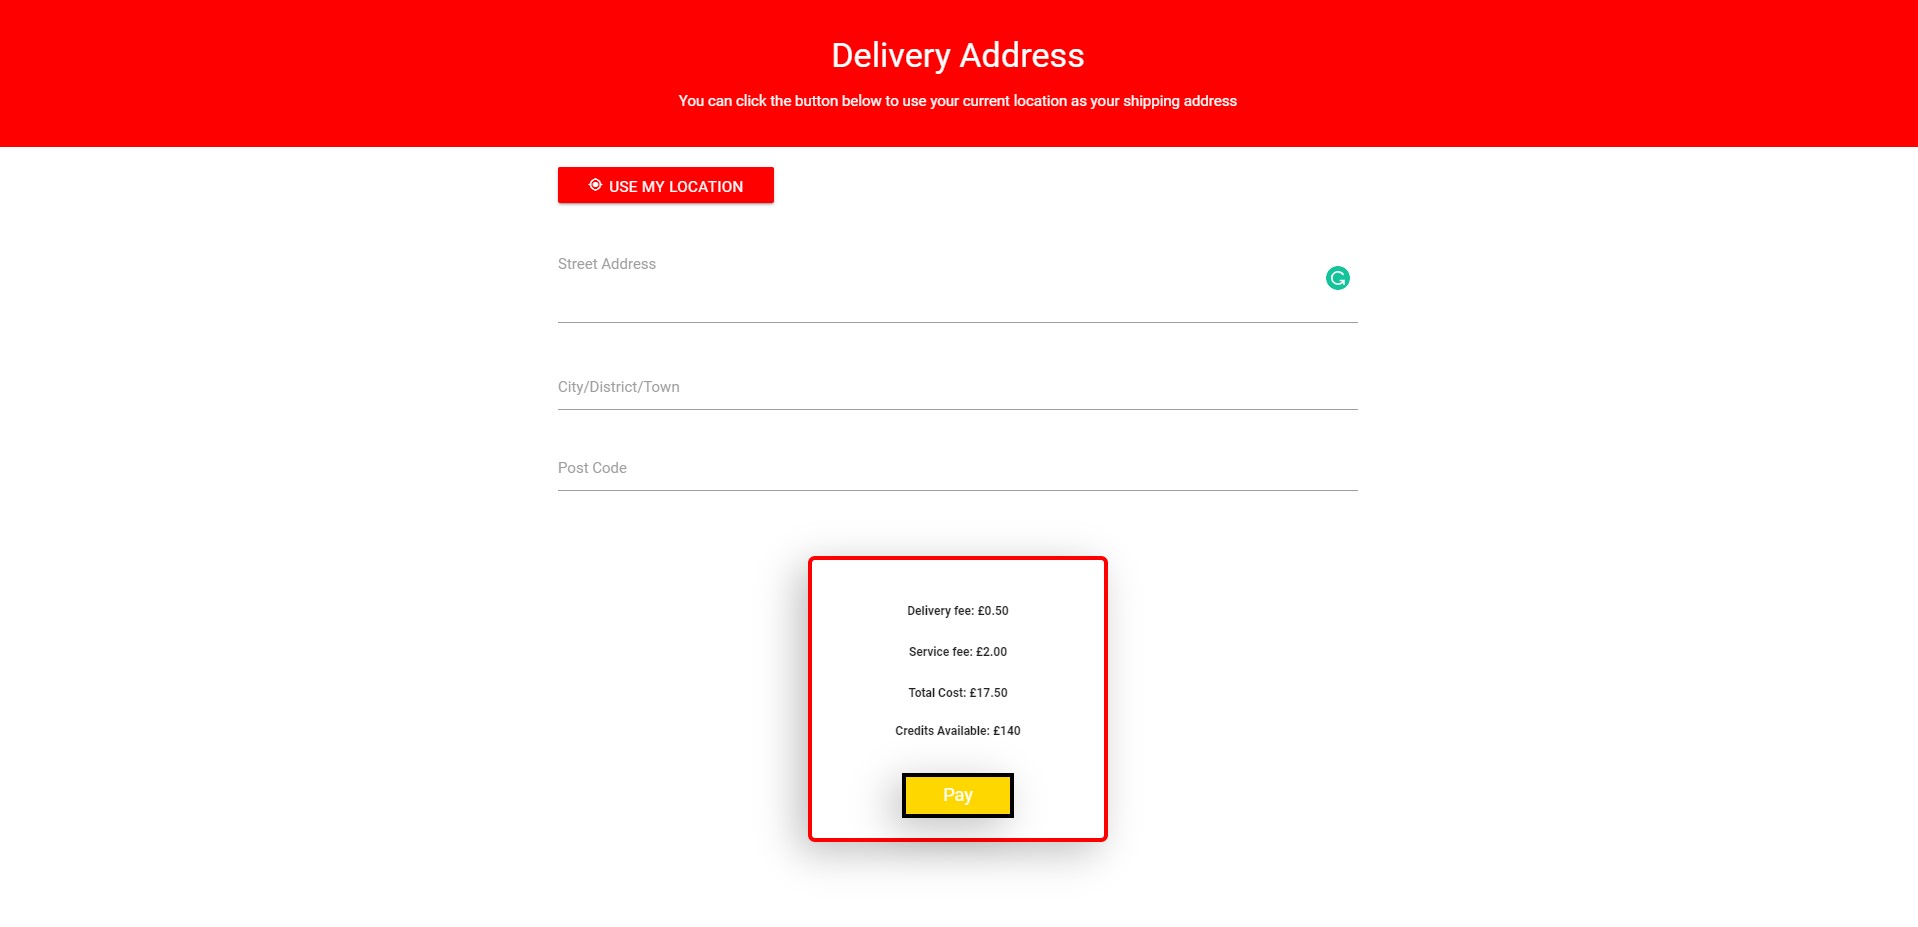 Delivery Address
You can click the button below to use your current location as your shipping address
USE MY LOCATION
Street Address
City/District/Town
Post Code
Delivery fee: £0.50
Service fee: £2.00
Total Cost: £17.50
Credits Available: £140
Pay